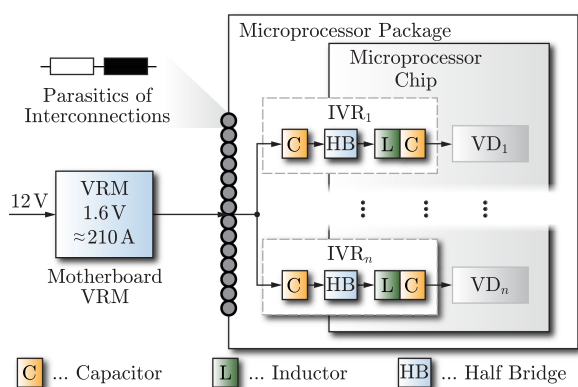 Microprocessor Package
Microprocessor
Chip
Parasitics of
Interconnections
IVR₁
C HB L C VD₁
12 V
VRM
1.6 V
≈210 A
Motherboard
VRM
IVRₙ
C HB L C VDₙ
C ... Capacitor L ... Inductor HB ... Half Bridge